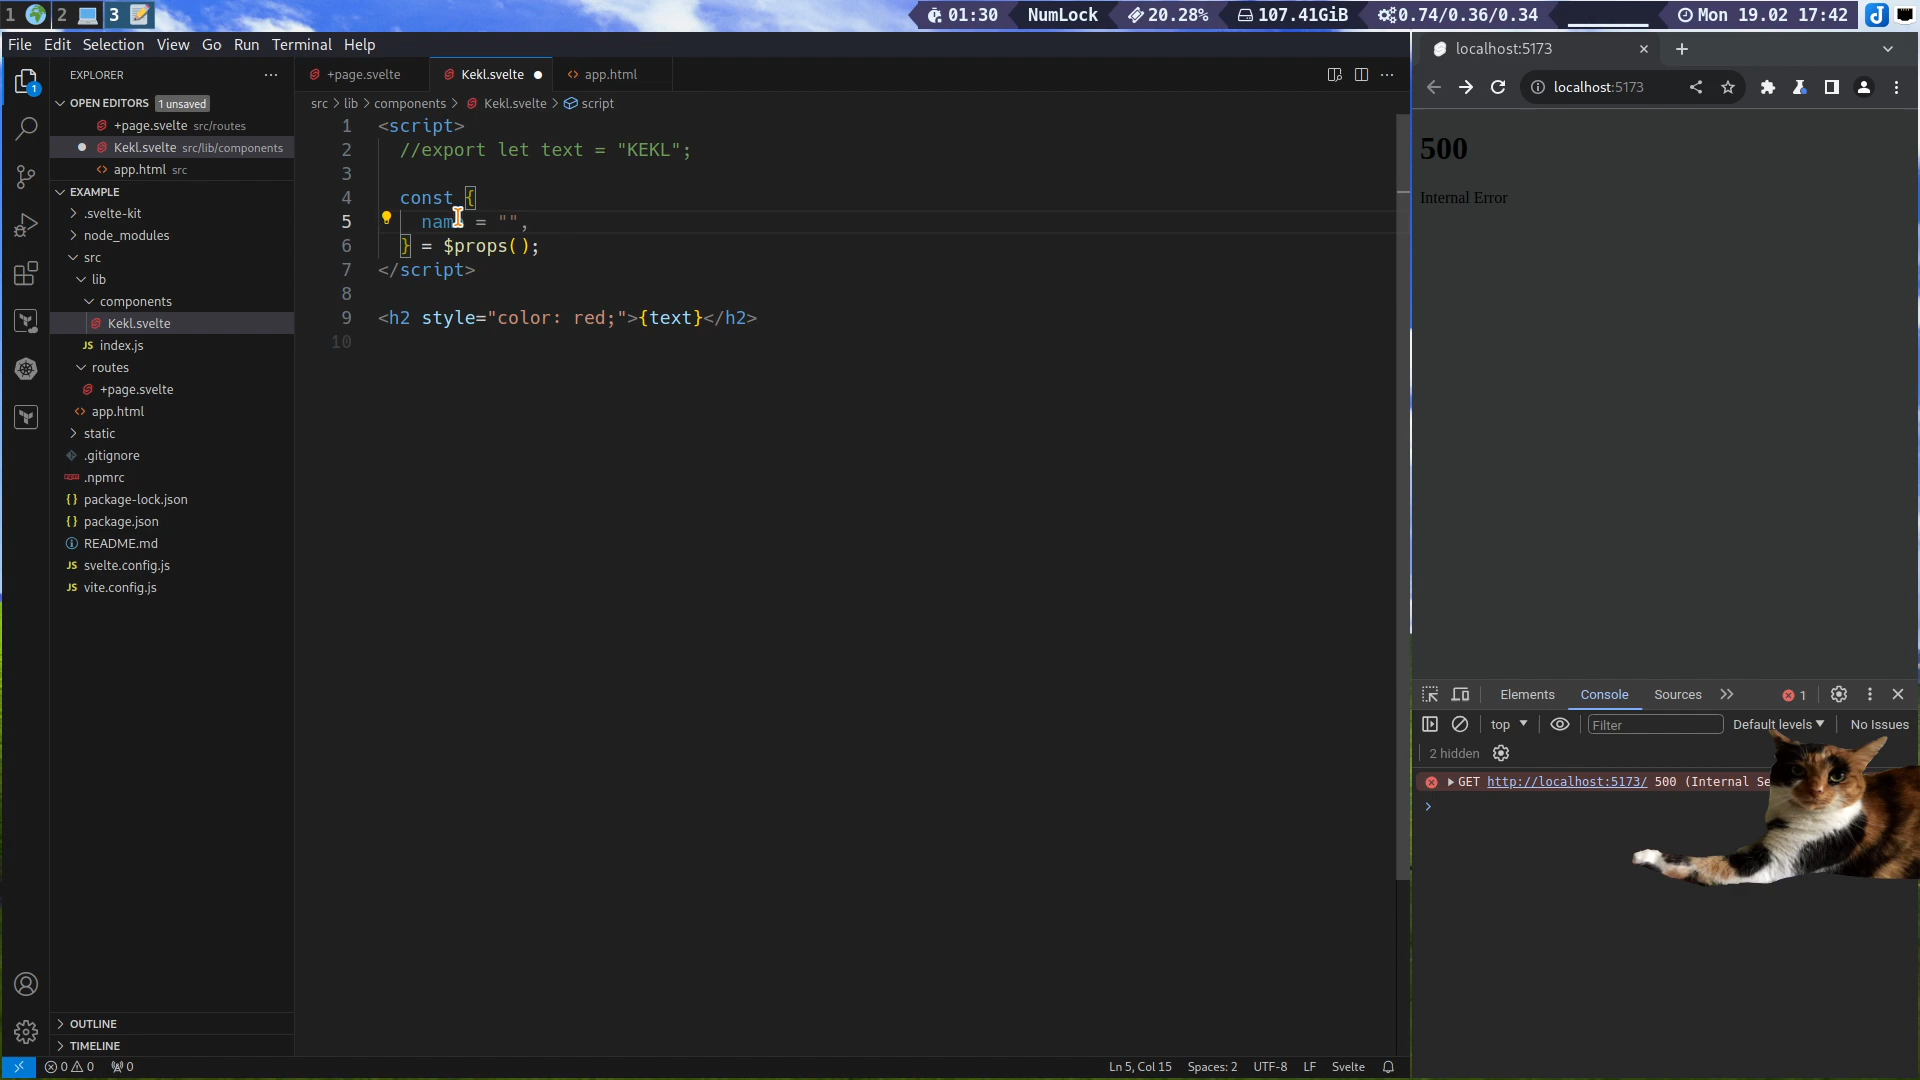 1 2 3 01:30 NumLock 20.28% 107.41GiB 0.74/0.36/0.34 Mon 19.02 17:42
File Edit Selection View Go Run Terminal Help
EXPLORER
OPEN EDITORS 1 unsaved
+page.svelte src/routes
Kekl.svelte src/lib/components
app.html src
EXAMPLE
.svelte-kit
node_modules
src
lib
components
Kekl.svelte
JS index.js
routes
+page.svelte
app.html
static
.gitignore
.npmrc
package-lock.json
package.json
README.md
JS svelte.config.js
JS vite.config.js
OUTLINE
TIMELINE
1
+page.svelte Kekl.svelte app.html
src > lib > components > Kekl.svelte > script
1 <script>
2 //export let text = "KEKL";
3
4 const {
5 name = "",
6 } = $props();
7 </script>
8
9 <h2 style="color: red;">{text}</h2>
10
0 0 0 Ln 5, Col 15 Spaces: 2 UTF-8 LF Svelte
localhost:5173
localhost:5173
500
Internal Error
Elements Console Sources 1
top Filter Default levels No Issues
2 hidden
GET http://localhost:5173/ 500 (Internal Se